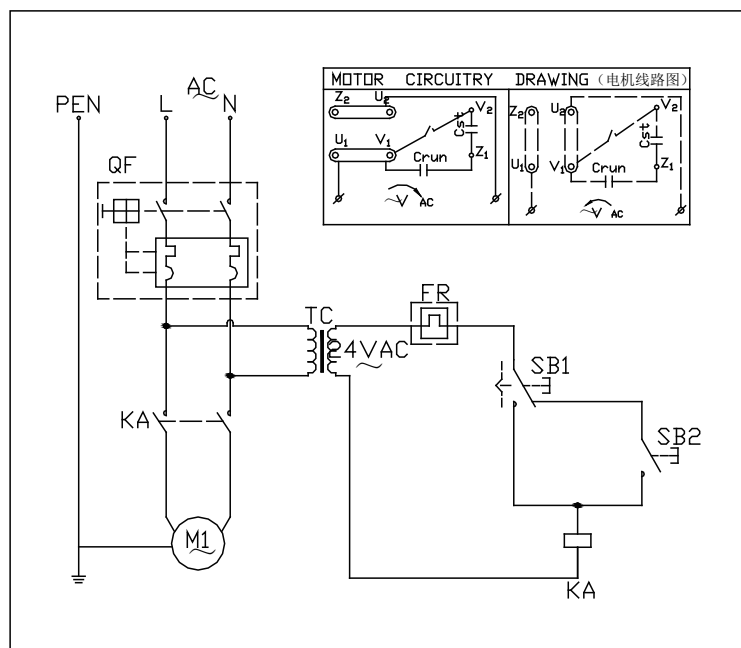 MOTOR CIRCUITRY DRAWING (电机线路图)
Z2 U2
U1 V1
V2
Cst
Z1
Crun
~V AC
Z2 U2
U1 V1
V2
Cst
Z1
Crun
~V AC
AC
PEN L N
QF
TC
FR
4VAC
SB1
KA
SB2
M1
KA